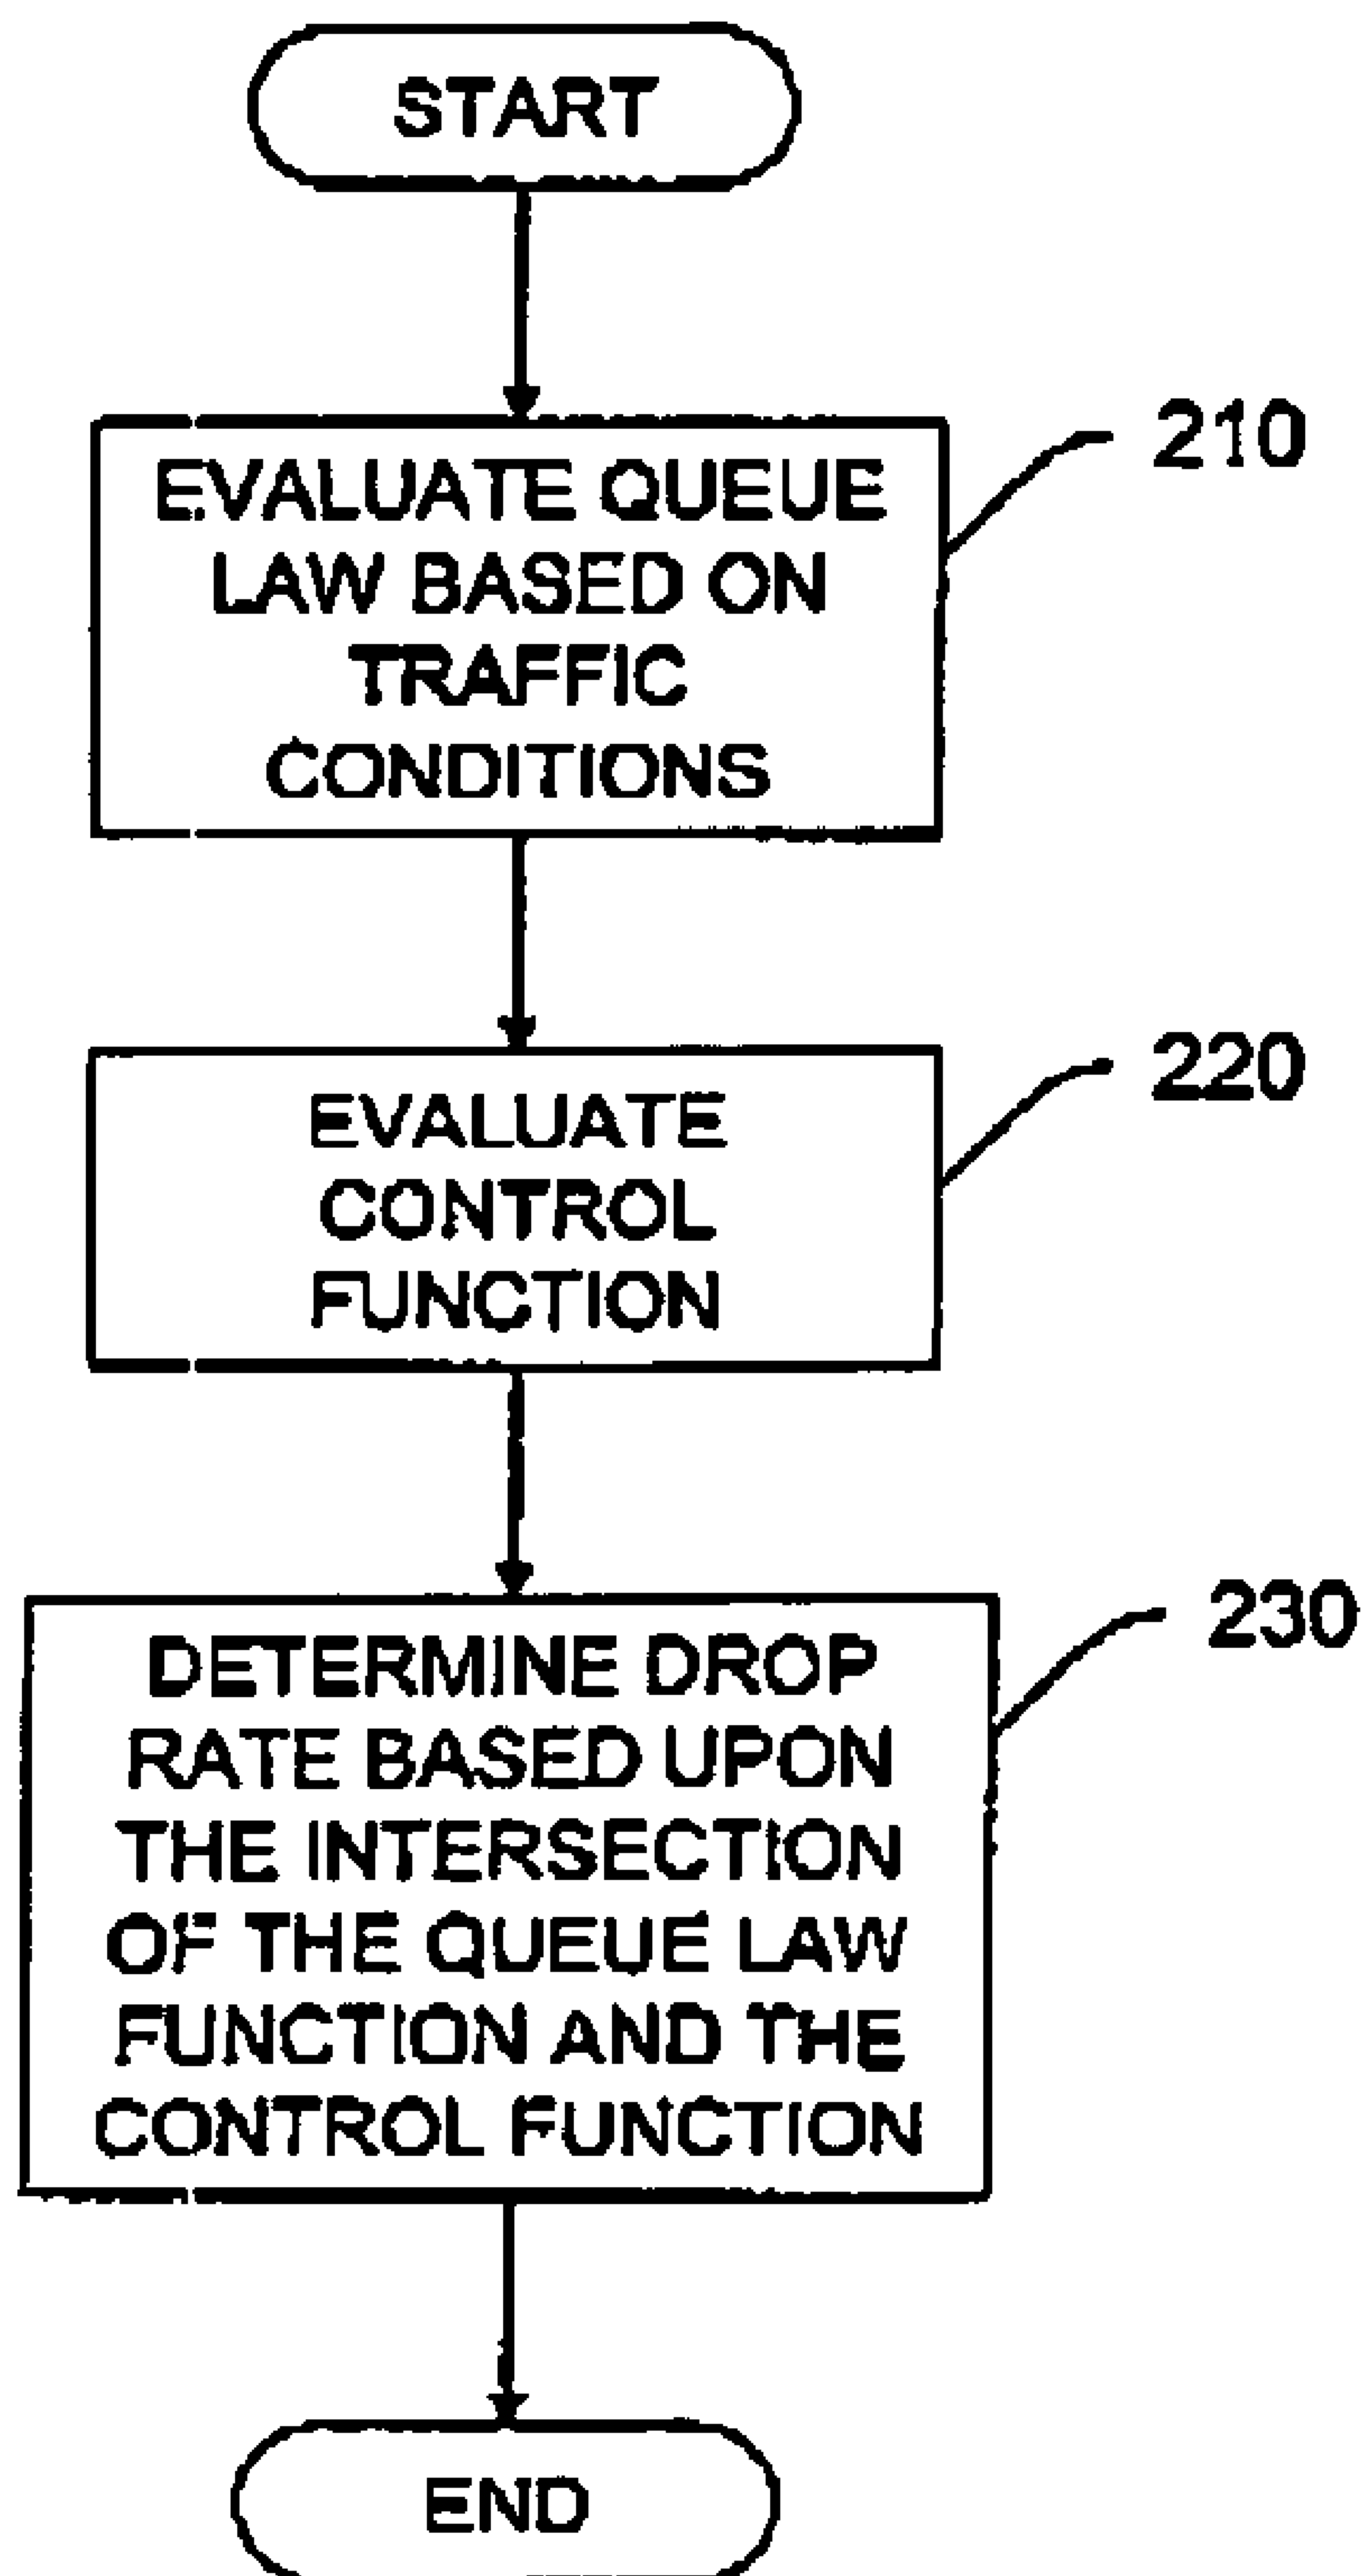 START
EVALUATE QUEUE
LAW BASED ON
TRAFFIC
CONDITIONS
210
EVALUATE
CONTROL
FUNCTION
220
DETERMINE DROP
RATE BASED UPON
THE INTERSECTION
OF THE QUEUE LAW
FUNCTION AND THE
CONTROL FUNCTION
230
END